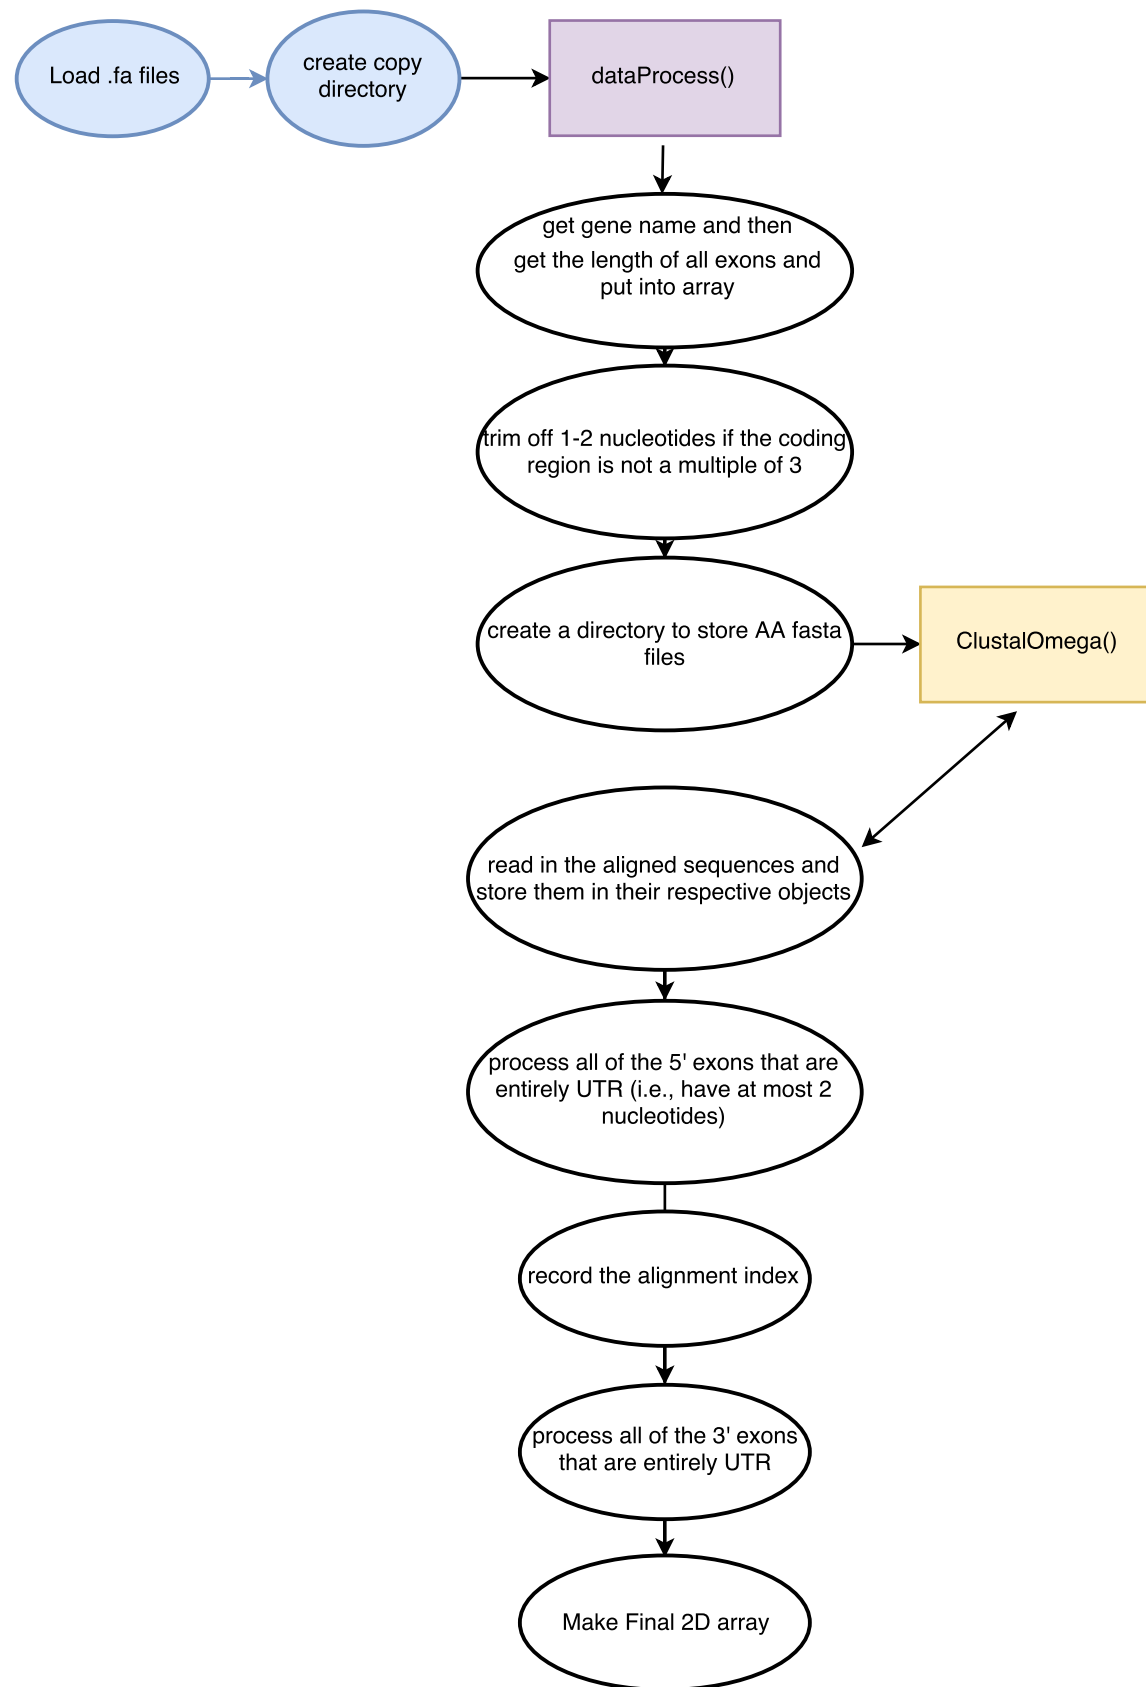 Load .fa files
create copy
directory
dataProcess()
get gene name and then
get the length of all exons and
put into array
trim off 1-2 nucleotides if the coding
region is not a multiple of 3
create a directory to store AA fasta
files
ClustalOmega()
read in the aligned sequences and
store them in their respective objects
process all of the 5' exons that are
entirely UTR (i.e., have at most 2
nucleotides)
record the alignment index
process all of the 3' exons
that are entirely UTR
Make Final 2D array